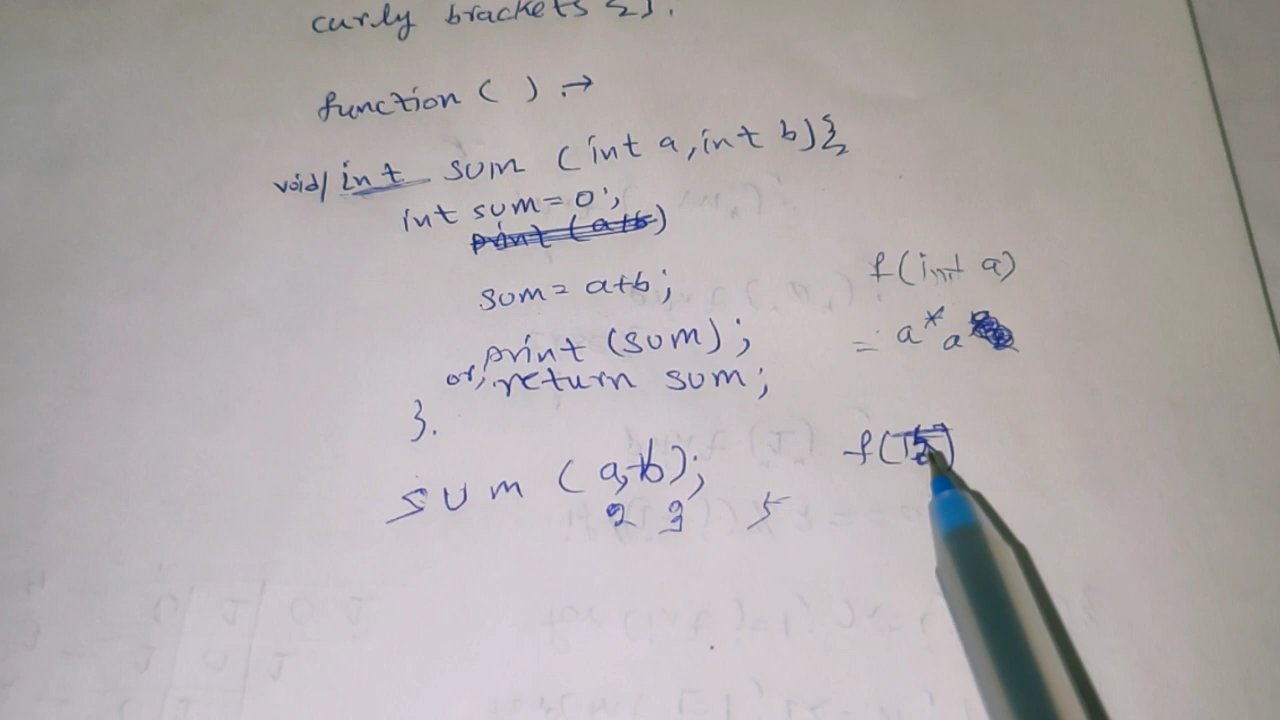 curly brackets {}.
function ( ) :→
void/ int sum (int a, int b) {
int sum = 0;
print (a+b)
sum = a+b;
print (sum);
or, return sum;
}.
sum (a,b);
2 3 5
f(int a)
= a * a
f(